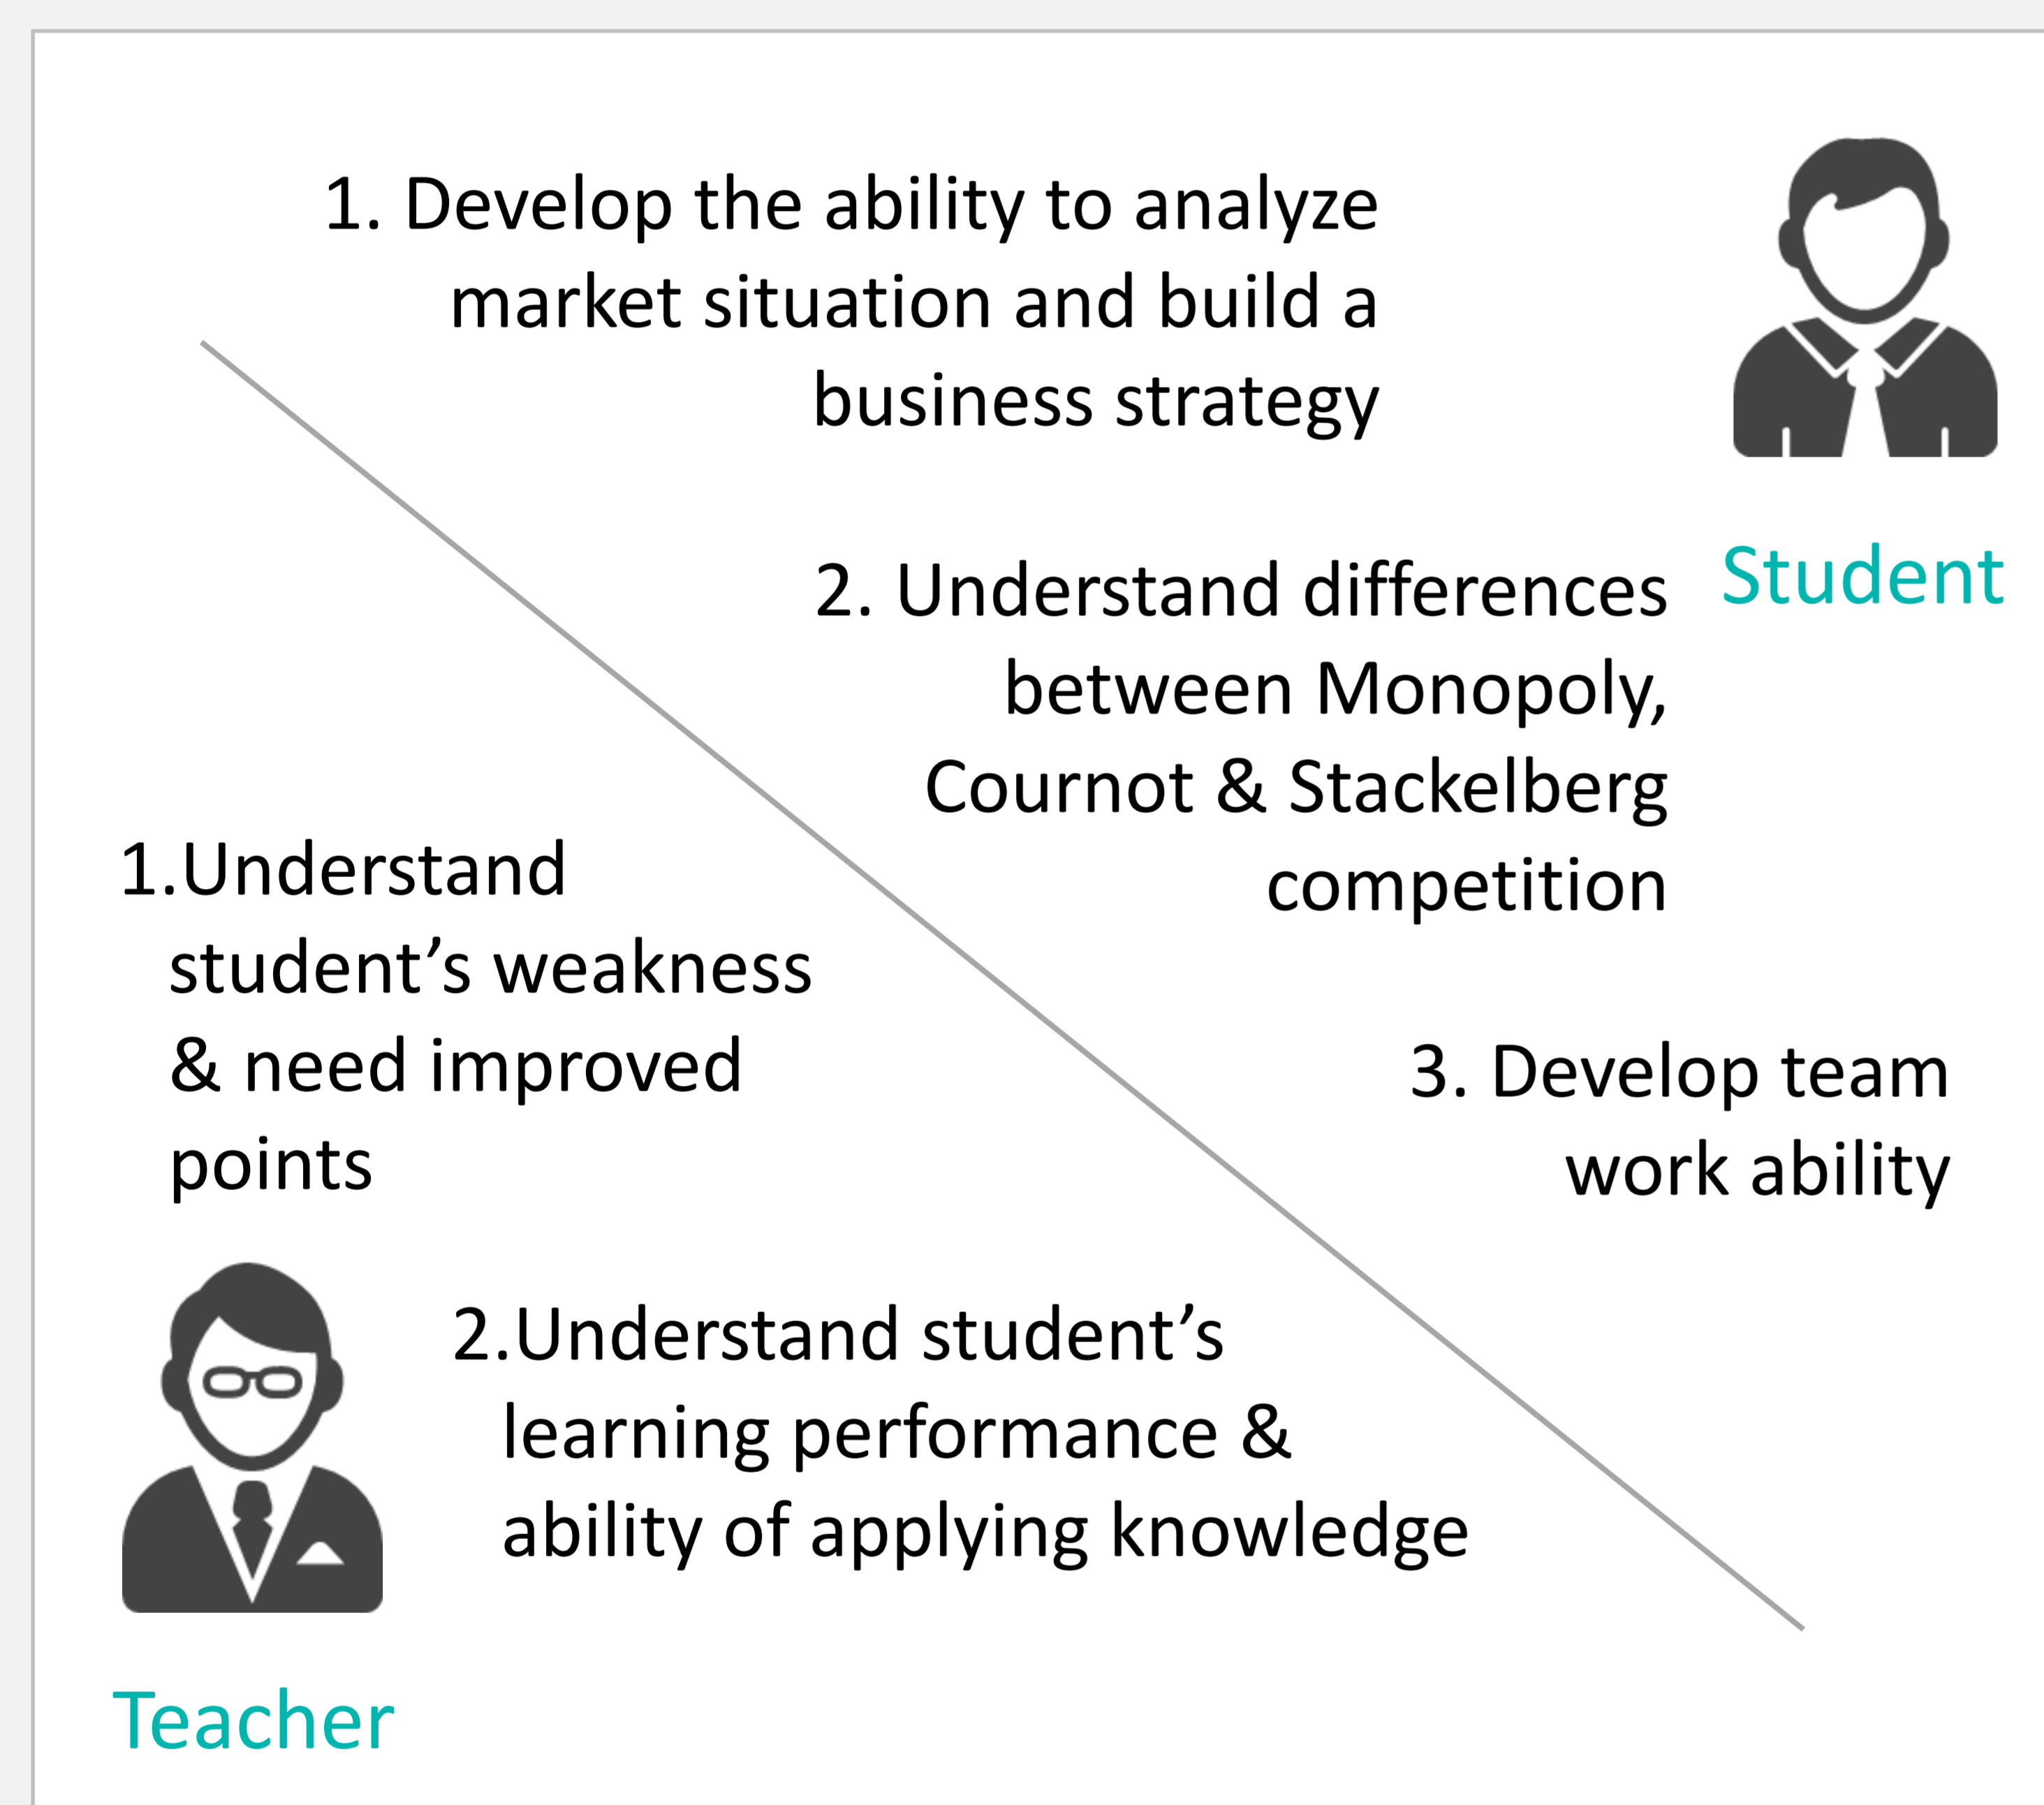 1. Develop the ability to analyze
market situation and build a
business strategy
Student
2. Understand differences
between Monopoly,
Cournot & Stackelberg
competition
3. Develop team
work ability
1.Understand
student’s weakness
& need improved
points
2.Understand student’s
learning performance &
ability of applying knowledge
Teacher